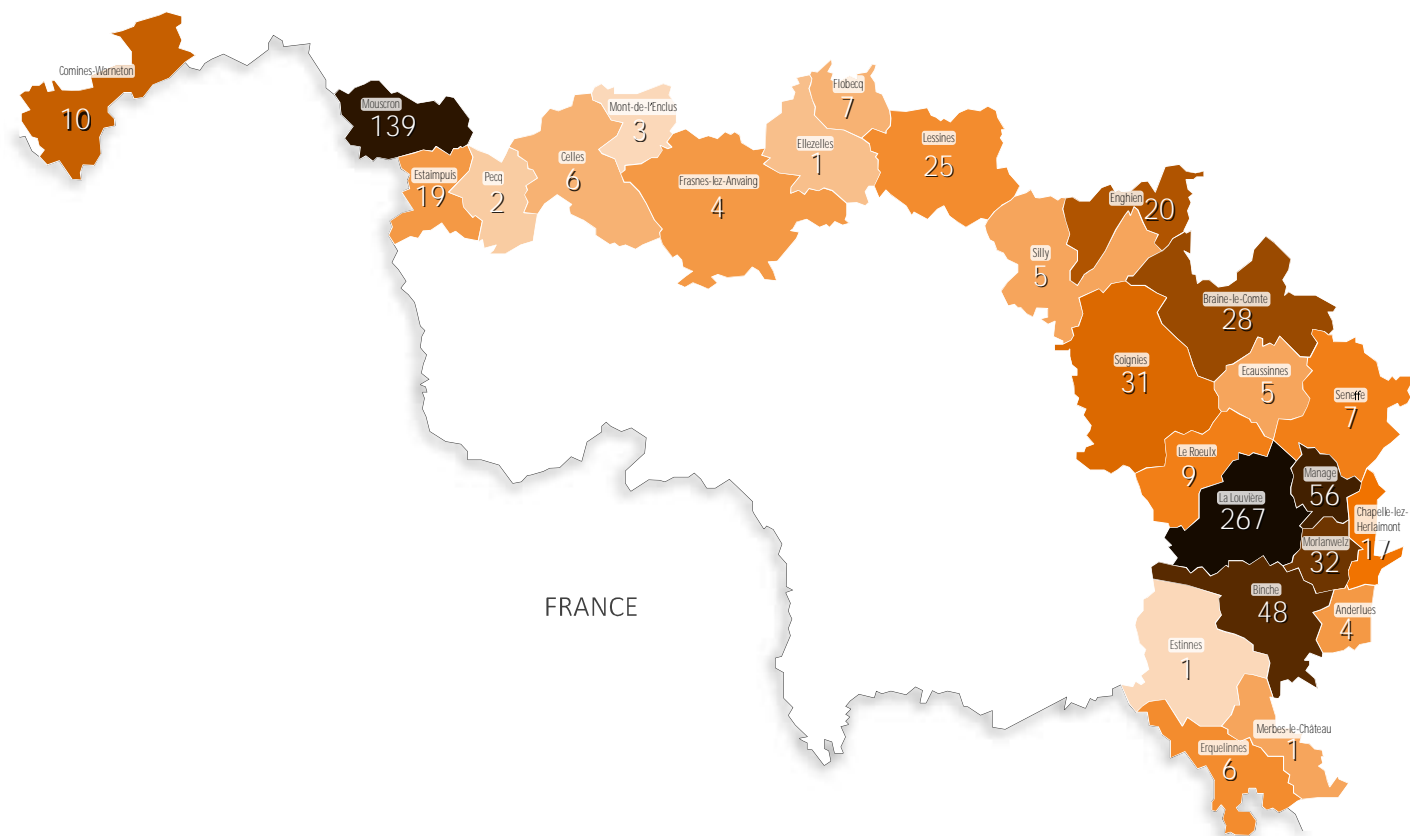 Comines-Warneton
10
Mouscron
139
Estaimpuis
19
Pecq
2
Celles
6
Mont-de-l'Enclus
3
Frasnes-lez-Anvaing
4
Ellezelles
1
Flobecq
7
Lessines
25
Silly
5
Enghien
20
Braine-le-Comte
28
Soignies
31
Ecaussinnes
5
Seneffe
7
Le Roeulx
9
La Louvière
267
Manage
56
Chapelle-lez-
Herlaimont
17
Morlanwelz
32
Binche
48
Anderlues
4
FRANCE
Estinnes
1
Merbes-le-Château
1
Erquelinnes
6